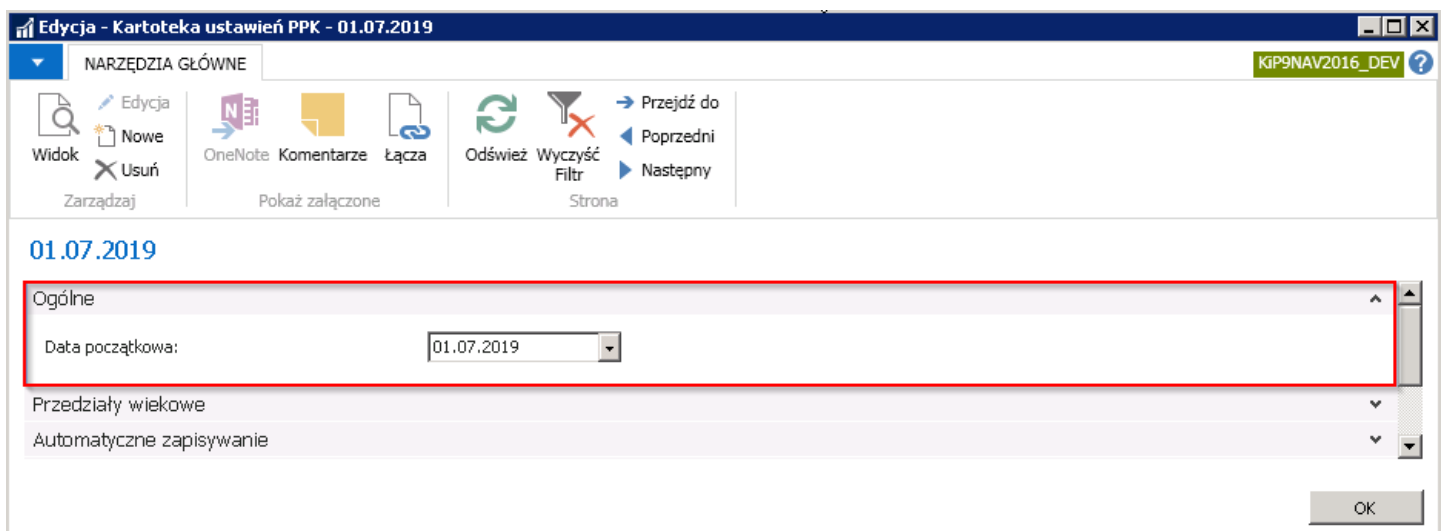 Edycja - Kartoteka ustawień PPK - 01.07.2019
NARZĘDZIA GŁÓWNE
KiP9NAV2016_DEV
Widok
Edycja
Nowe
Usuń
Zarządzaj
OneNote
Komentarze
Łącza
Pokaż załączone
Odśwież
Wyczyść
Filtr
Przejdź do
Poprzedni
Następny
Strona
01.07.2019
Ogólne
Data początkowa:
01.07.2019
Przedziały wiekowe
Automatyczne zapisywanie
OK